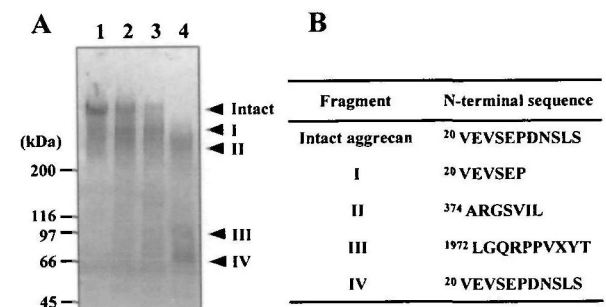 A
1 2 3 4
Intact
I
(kDa)
II
200
116
97
III
66
IV
45
B
Fragment N-terminal sequence
Intact aggrecan 20 VEVSEPDNSLS
I 20 VEVSEP
II 374 ARGSVIL
III 1972 LGQRPPVXYT
IV 20 VEVSEPDNSLS